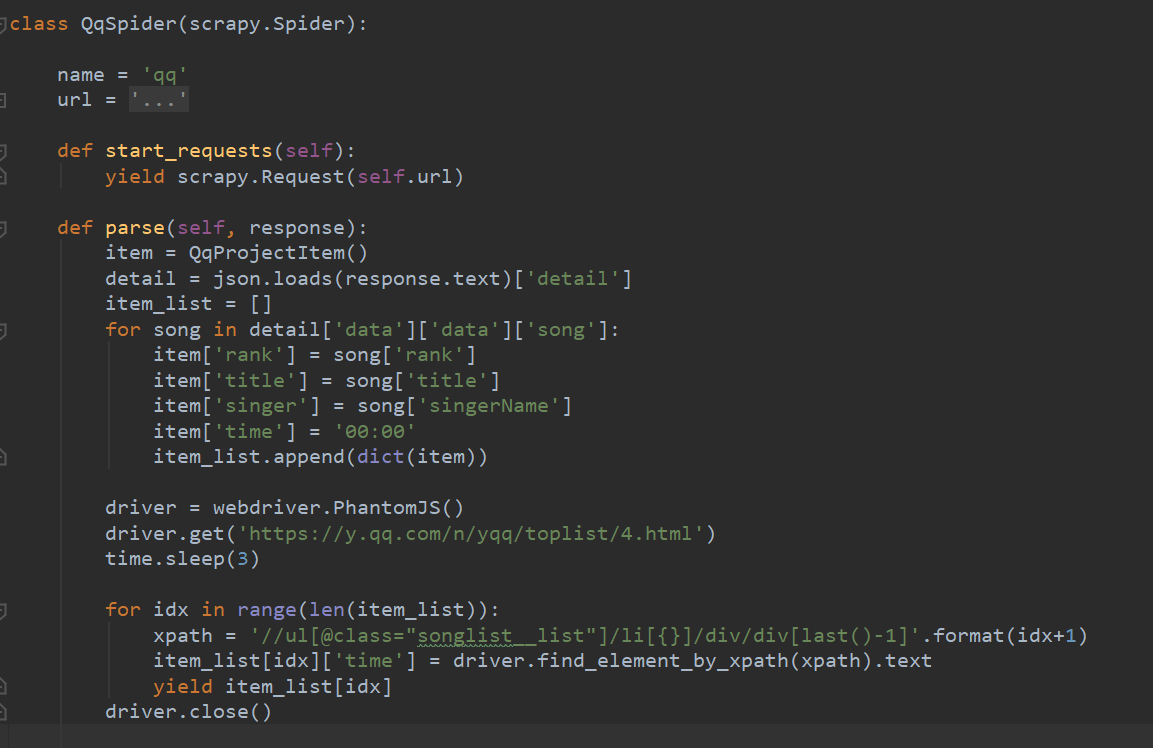 class QqSpider(scrapy.Spider):
    name = 'qq'
    url = '...'
    def start_requests(self):
        yield scrapy.Request(self.url)
    def parse(self, response):
        item = QqProjectItem()
        detail = json.loads(response.text)['detail']
        item_list = []
        for song in detail['data']['data']['song']:
            item['rank'] = song['rank']
            item['title'] = song['title']
            item['singer'] = song['singerName']
            item['time'] = '00:00'
            item_list.append(dict(item))
        driver = webdriver.PhantomJS()
        driver.get('https://y.qq.com/n/yqq/toplist/4.html')
        time.sleep(3)
        for idx in range(len(item_list)):
            xpath = '//ul[@class="songlist__list"]/li[{}]/div/div[last()-1]'.format(idx+1)
            item_list[idx]['time'] = driver.find_element_by_xpath(xpath).text
            yield item_list[idx]
        driver.close()